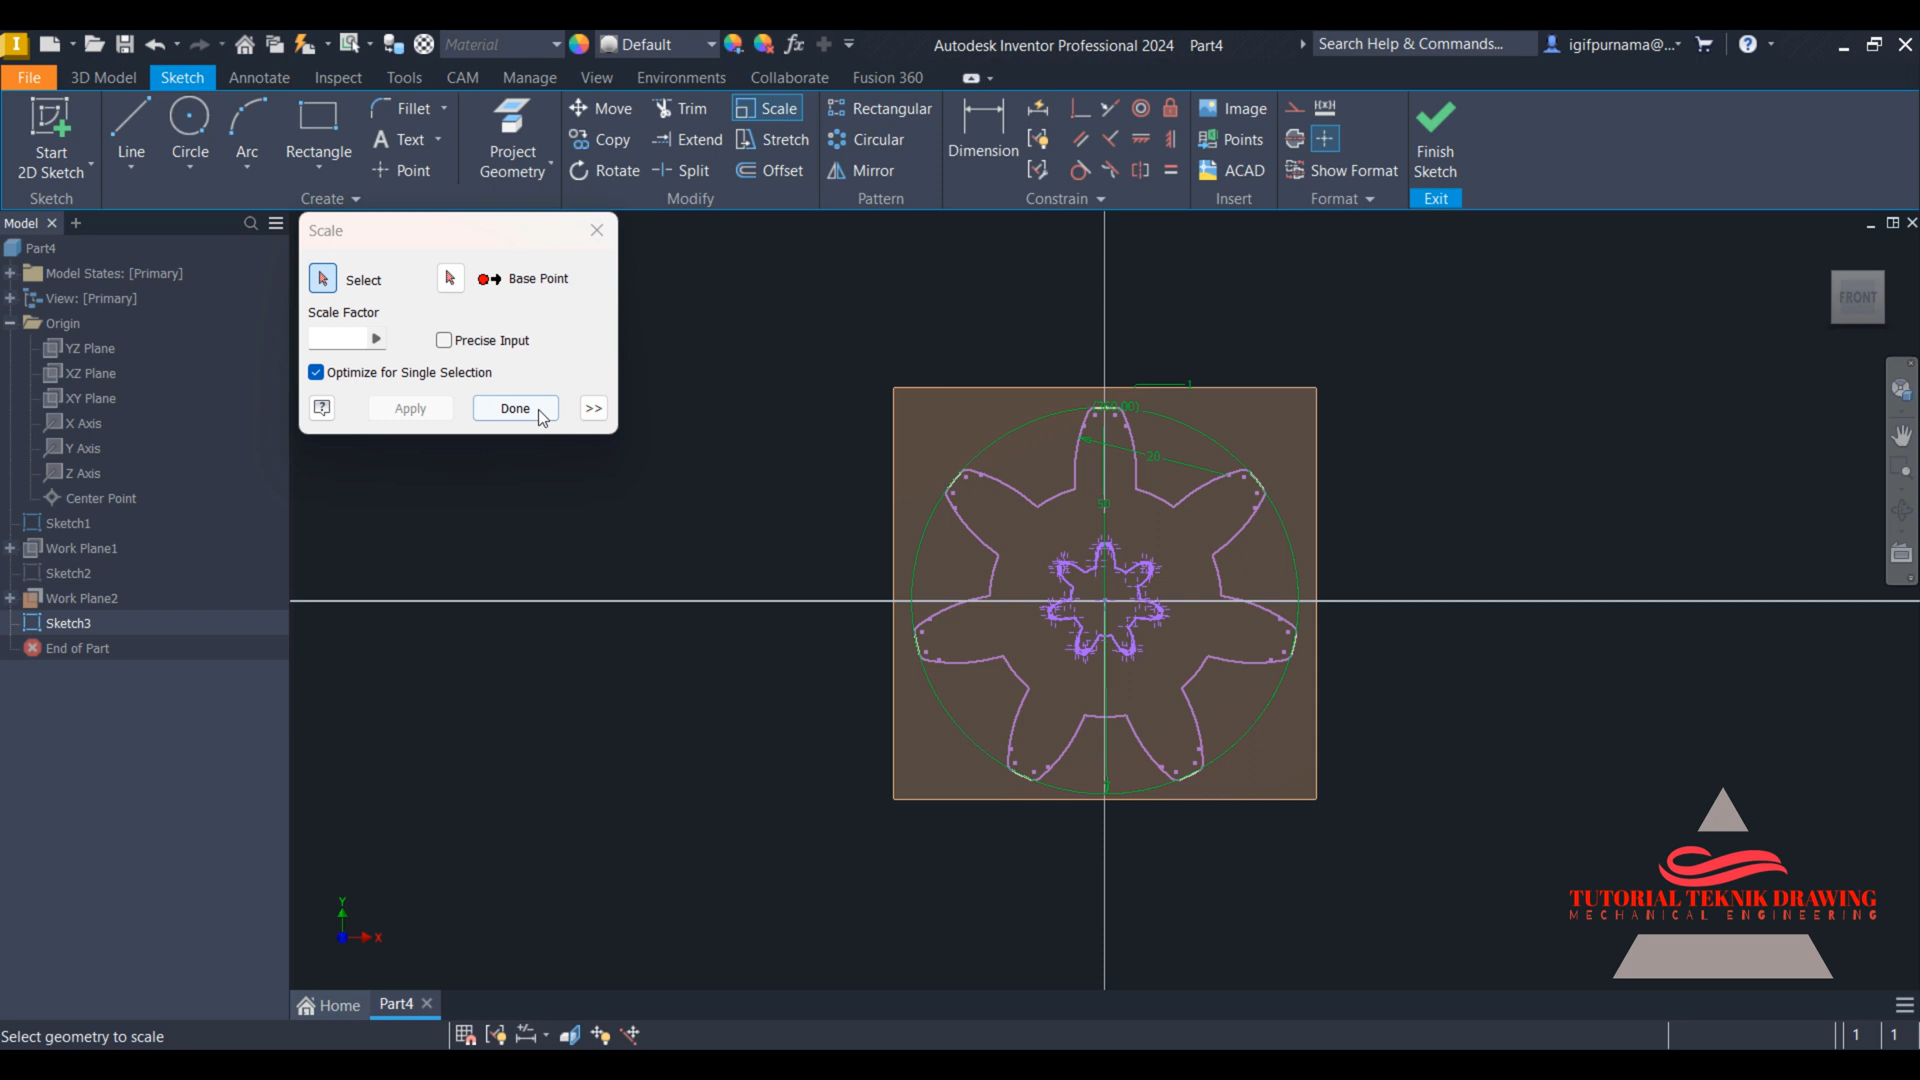 Material
Default
Autodesk Inventor Professional 2024 Part4
Search Help & Commands...
igifpurnama@...
File 3D Model Sketch Annotate Inspect Tools CAM Manage View Environments Collaborate Fusion 360
Start 2D Sketch
Line
Circle
Arc
Rectangle
Fillet
Text
Point
Project Geometry
Move
Copy
Rotate
Trim
Extend
Split
Scale
Stretch
Offset
Rectangular
Circular
Mirror
Dimension
Image
Points
ACAD
Show Format
Finish Sketch
Sketch
Create
Modify
Pattern
Constrain
Insert
Format
Exit
Model
Part4
Model States: [Primary]
View: [Primary]
Origin
YZ Plane
XZ Plane
XY Plane
X Axis
Y Axis
Z Axis
Center Point
Sketch1
Work Plane1
Sketch2
Work Plane2
Sketch3
End of Part
Scale
Select
Base Point
Scale Factor
Precise Input
Optimize for Single Selection
Apply
Done
>>
FRONT
1
20
50
Y
X
TUTORIAL TEKNIK DRAWING
MECHANICAL ENGINEERING
Home
Part4
Select geometry to scale
1
1